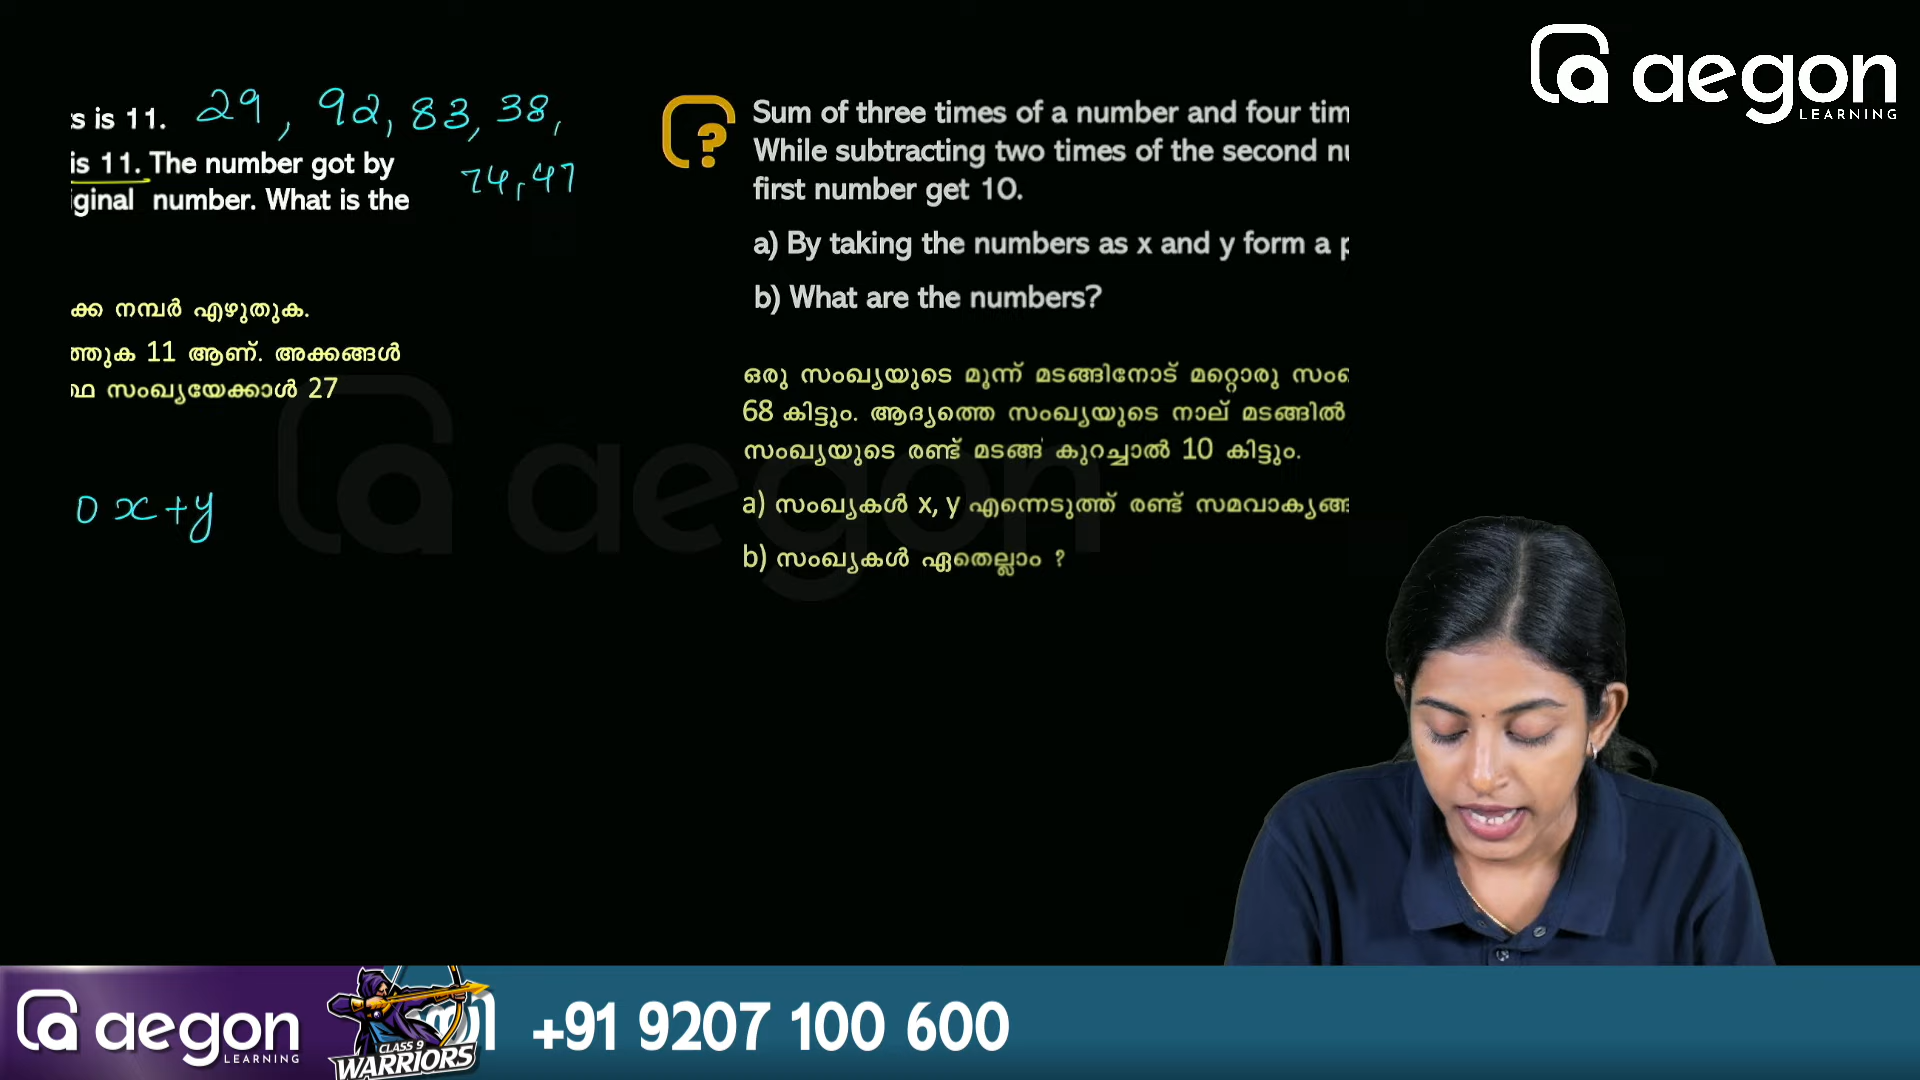 is 11. 29, 92, 83, 38,
is 11. The number got by 74, 47
ginal number. What is the
ക്ക നമ്പർ എഴുതുക.
ത്തുക 11 ആണ്. അക്കങ്ങൾ
സംഖ്യയേക്കാൾ 27
0 x + y
Sum of three times of a number and four tim
While subtracting two times of the second nu
first number get 10.
a) By taking the numbers as x and y form a p
b) What are the numbers?
ഒരു സംഖ്യയുടെ മൂന്ന് മടങ്ങിനോട് മറ്റൊരു സംഖ
68 കിട്ടും. ആദ്യത്തെ സംഖ്യയുടെ നാല് മടങ്ങിൽ
സംഖ്യയുടെ രണ്ട് മടങ്ങ് കുറച്ചാൽ 10 കിട്ടും.
a) സംഖ്യകൾ x, y എന്നെടുത്ത് രണ്ട് സമവാക്യങ്ങ
b) സംഖ്യകൾ ഏതെല്ലാം ?
aegon
LEARNING
aegon
aegon
LEARNING
CLASS 9
WARRIORS
+91 9207 100 600